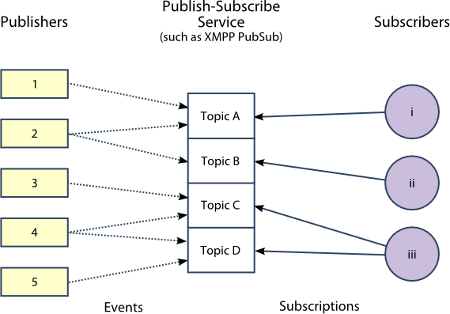 Publishers
Publish-Subscribe
Service
(such as XMPP PubSub)
Subscribers
1
2
3
4
5
Topic A
Topic B
Topic C
Topic D
i
ii
iii
Events
Subscriptions